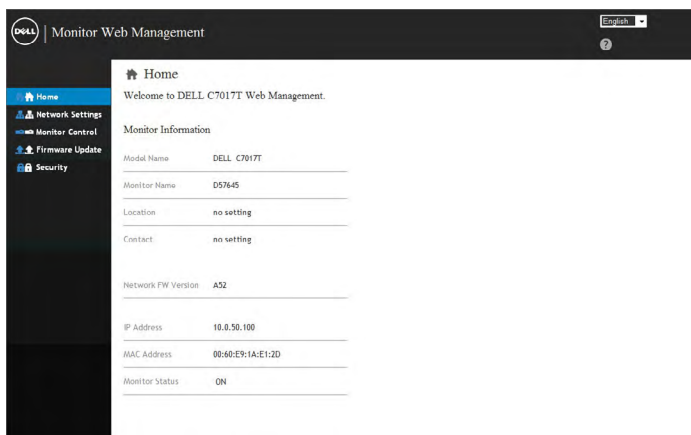 DELL | Monitor Web Management
English
?
Home
Network Settings
Monitor Control
Firmware Update
Security
Home
Welcome to DELL C7017T Web Management.
Monitor Information
Model Name DELL C7017T
Monitor Name D57645
Location no setting
Contact no setting
Network FW Version A52
IP Address 10.0.50.100
MAC Address 00:60:E9:1A:E1:2D
Monitor Status ON